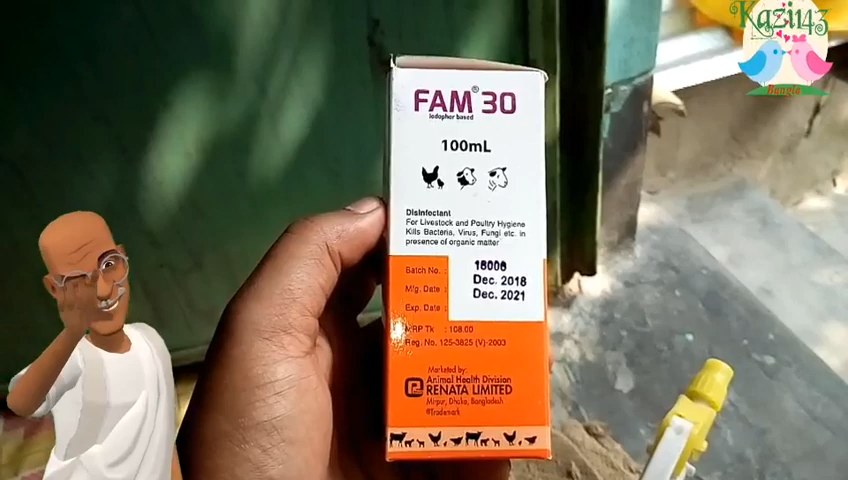 Kazi143
FAM® 30
Iodophor based
100mL
Disinfectant
For Livestock and Poultry Hygiene
Kills Bacteria, Virus, Fungi etc. in
presence of organic matter
Batch No. : 18006
M'fg. Date : Dec. 2018
Exp. Date : Dec. 2021
MRP Tk : 108.00
Reg. No. 125-3825 (V)-2003
Marketed by:
Animal Health Division
RENATA LIMITED
Mirpur, Dhaka, Bangladesh
®Trademark